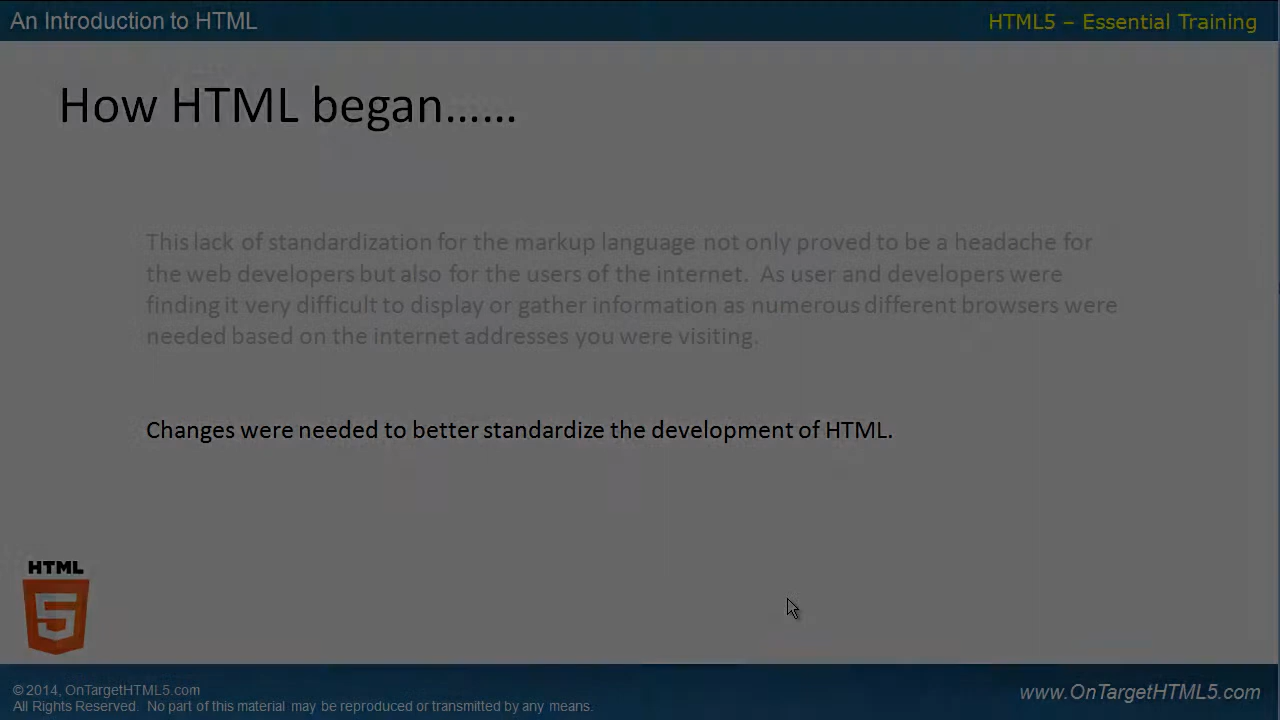 An Introduction to HTML
HTML5 – Essential Training
How HTML began……
This lack of standardization for the markup language not only proved to be a headache for
the web developers but also for the users of the internet.  As user and developers were
finding it very difficult to display or gather information as numerous different browsers were
needed based on the internet addresses you were visiting.
Changes were needed to better standardize the development of HTML.
HTML
5
© 2014, OnTargetHTML5.com
All Rights Reserved.  No part of this material may be reproduced or transmitted by any means.
www.OnTargetHTML5.com